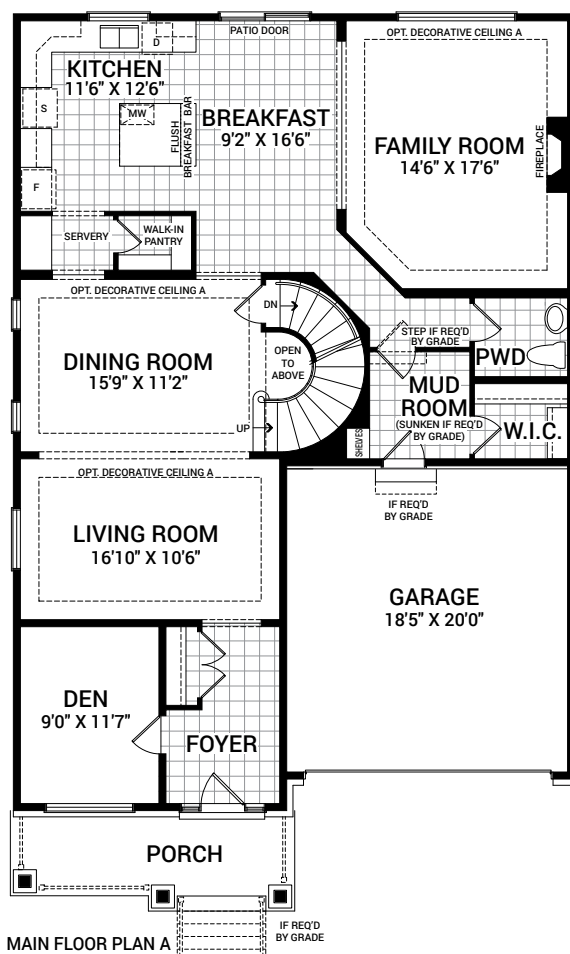 PATIO DOOR
OPT. DECORATIVE CEILING A
D
KITCHEN
11'6" X 12'6"
S
MW
FLUSH
BREAKFAST BAR
BREAKFAST
9'2" X 16'6"
FAMILY ROOM
14'6" X 17'6"
FIREPLACE
F
SERVERY
WALK-IN
PANTRY
OPT. DECORATIVE CEILING A
DN
OPEN
TO
ABOVE
UP
DINING ROOM
15'9" X 11'2"
STEP IF REQ'D
BY GRADE
PWD
MUD
ROOM
(SUNKEN IF REQ'D
BY GRADE)
W.I.C.
SHELVES
OPT. DECORATIVE CEILING A
LIVING ROOM
16'10" X 10'6"
IF REQ'D
BY GRADE
GARAGE
18'5" X 20'0"
DEN
9'0" X 11'7"
FOYER
PORCH
IF REQ'D
BY GRADE
MAIN FLOOR PLAN A